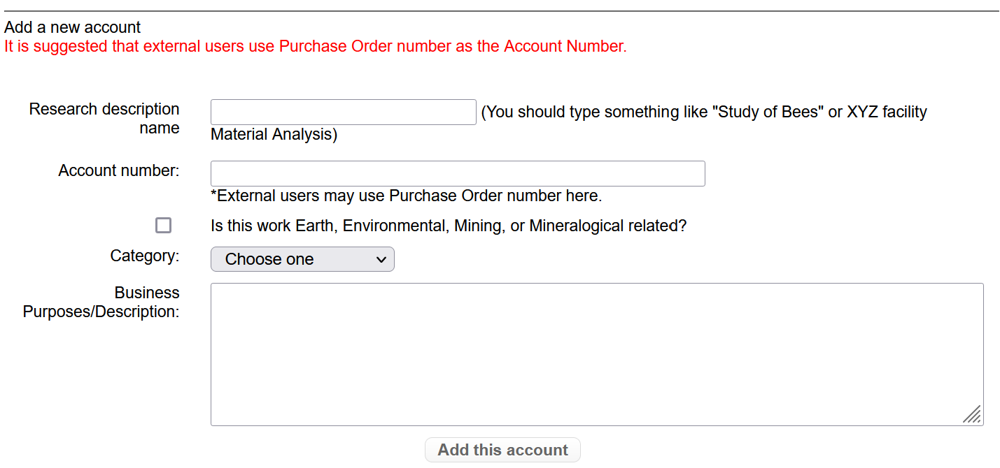 Add a new account
It is suggested that external users use Purchase Order number as the Account Number.
Research description
name
(You should type something like "Study of Bees" or XYZ facility
Material Analysis)
Account number:
*External users may use Purchase Order number here.
Is this work Earth, Environmental, Mining, or Mineralogical related?
Category:
Choose one
Business
Purposes/Description:
Add this account